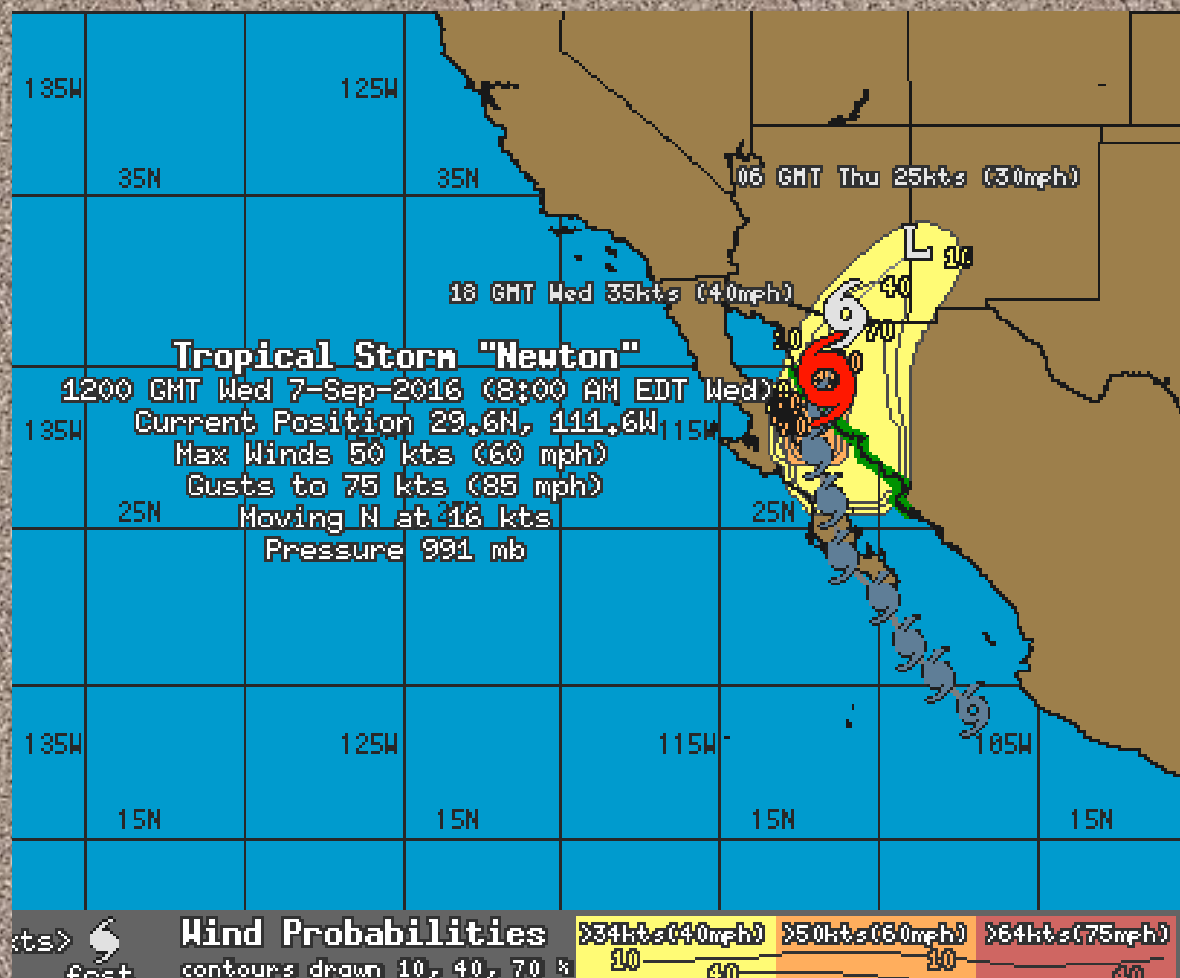 135W 125W
35N 35N 06 GMT Thu 25kts (30mph)
10
40
18 GMT Wed 35kts (40mph)
70
Tropical Storm "Newton"
1200 GMT Wed 7-Sep-2016 (8:00 AM EDT Wed)
Current Position 29.6N, 111.6W
135W 115W
Max Winds 50 kts (60 mph)
Gusts to 75 kts (85 mph)
25N 25N
Moving N at 16 kts
Pressure 991 mb
135W 125W 115W 105W
15N 15N 15N 15N
kts> Wind Probabilities >34kts(40mph) >50kts(60mph) >64kts(75mph)
fcst contours drawn 10, 40, 70 % 10 10
40 40